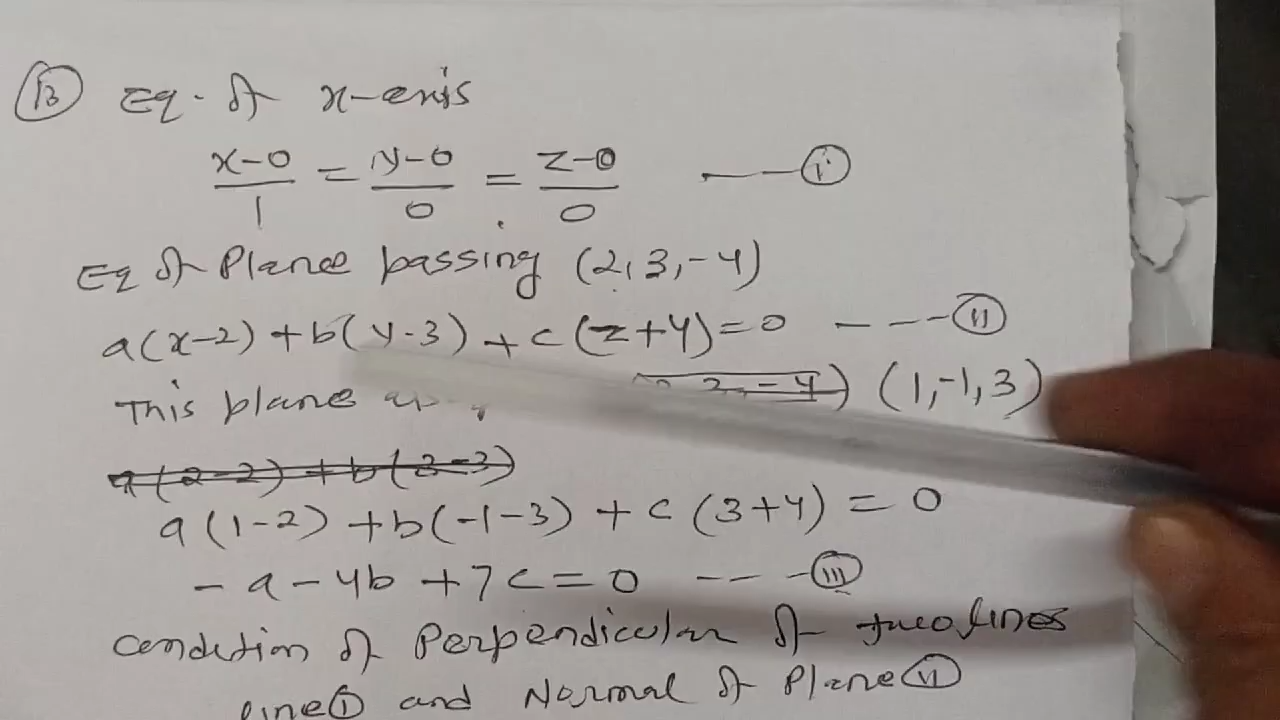 (13) Eq. of x-axis
x-0/1 = y-0/0 = z-0/0 --- (i)
Eq of Plane passing (2,3,-4)
a(x-2) + b(y-3) + c(z+4) = 0 --- (ii)
This plane (1,-1,3)
a(2-2) + b(3-3)
a(1-2) + b(-1-3) + c(3+4) = 0
-a-4b+7c=0 --- (iii)
condition of Perpendicular of two lines
line (i) and Normal of Plane (ii)